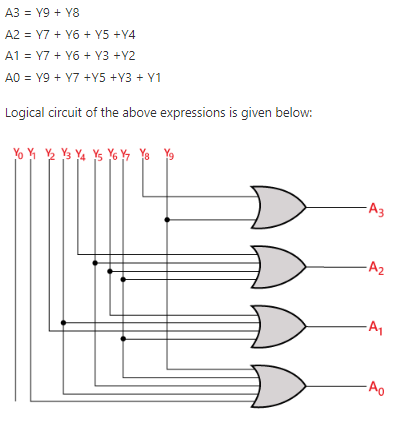 A3 = Y9 + Y8
A2 = Y7 + Y6 + Y5 +Y4
A1 = Y7 + Y6 + Y3 +Y2
A0 = Y9 + Y7 +Y5 +Y3 + Y1
Logical circuit of the above expressions is given below:
Y₀ Y₁ Y₂ Y₃ Y₄ Y₅ Y₆ Y₇ Y₈ Y₉
A₃
A₂
A₁
A₀